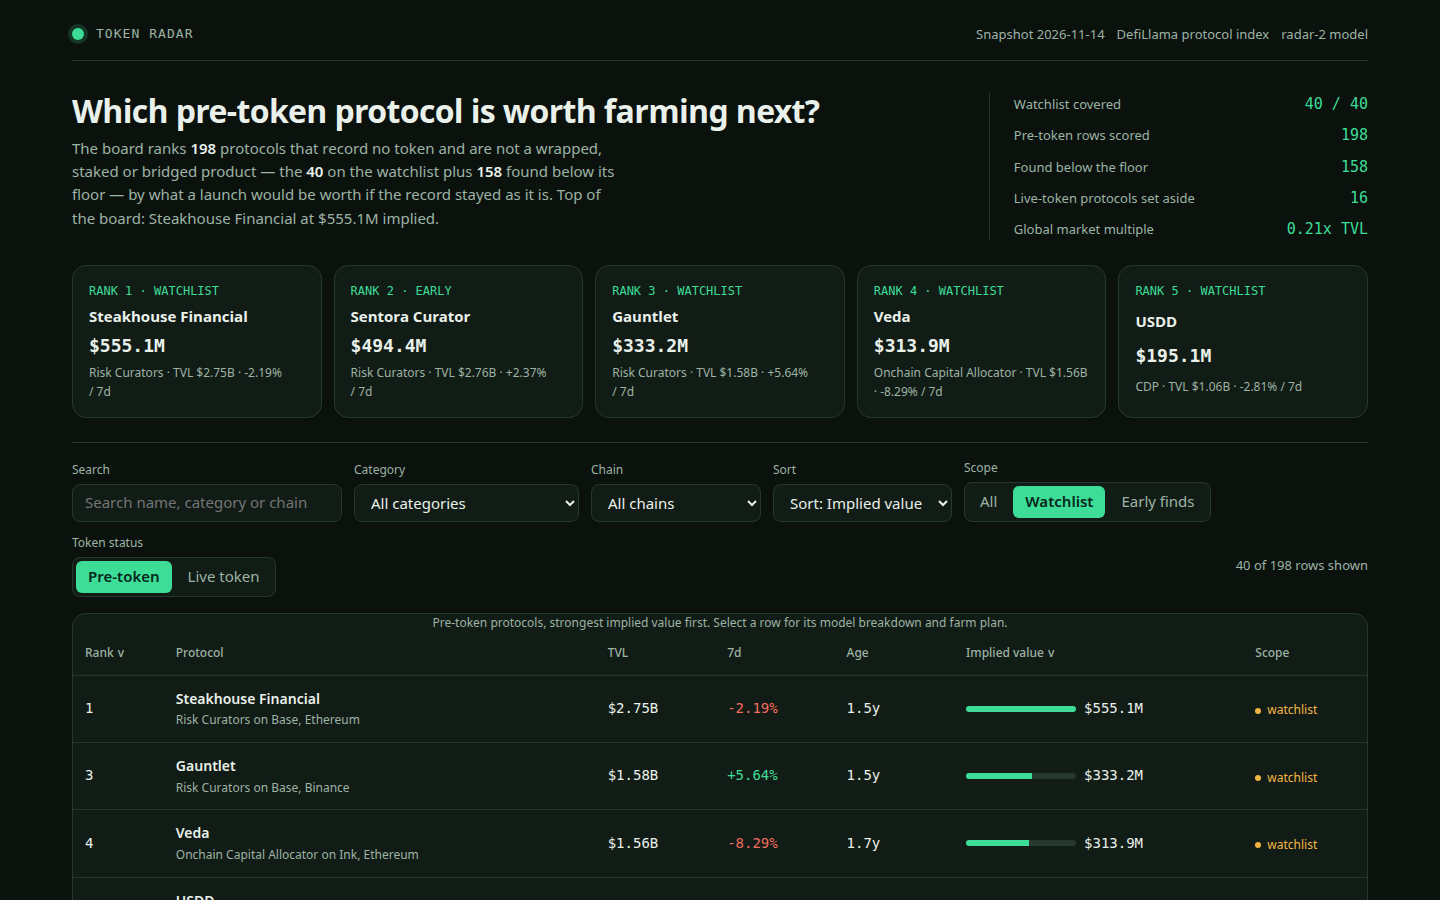 TOKEN RADAR
Snapshot 2026-11-14 DefiLlama protocol index radar-2 model
Which pre-token protocol is worth farming next?
The board ranks 198 protocols that record no token and are not a wrapped,
staked or bridged product — the 40 on the watchlist plus 158 found below its
floor — by what a launch would be worth if the record stayed as it is. Top of
the board: Steakhouse Financial at $555.1M implied.
Watchlist covered 40 / 40
Pre-token rows scored 198
Found below the floor 158
Live-token protocols set aside 16
Global market multiple 0.21x TVL
RANK 1 · WATCHLIST
Steakhouse Financial
$555.1M
Risk Curators · TVL $2.75B · -2.19%
/ 7d
RANK 2 · EARLY
Sentora Curator
$494.4M
Risk Curators · TVL $2.76B · +2.37%
/ 7d
RANK 3 · WATCHLIST
Gauntlet
$333.2M
Risk Curators · TVL $1.58B · +5.64%
/ 7d
RANK 4 · WATCHLIST
Veda
$313.9M
Onchain Capital Allocator · TVL $1.56B
· -8.29% / 7d
RANK 5 · WATCHLIST
USDD
$195.1M
CDP · TVL $1.06B · -2.81% / 7d
Search
Search name, category or chain
Category
All categories
Chain
All chains
Sort
Sort: Implied value
Scope
All Watchlist Early finds
Token status
Pre-token Live token
40 of 198 rows shown
Pre-token protocols, strongest implied value first. Select a row for its model breakdown and farm plan.
Rank v Protocol TVL 7d Age Implied value v Scope
1 Steakhouse Financial $2.75B -2.19% 1.5y $555.1M watchlist
Risk Curators on Base, Ethereum
3 Gauntlet $1.58B +5.64% 1.5y $333.2M watchlist
Risk Curators on Base, Binance
4 Veda $1.56B -8.29% 1.7y $313.9M watchlist
Onchain Capital Allocator on Ink, Ethereum
USDD